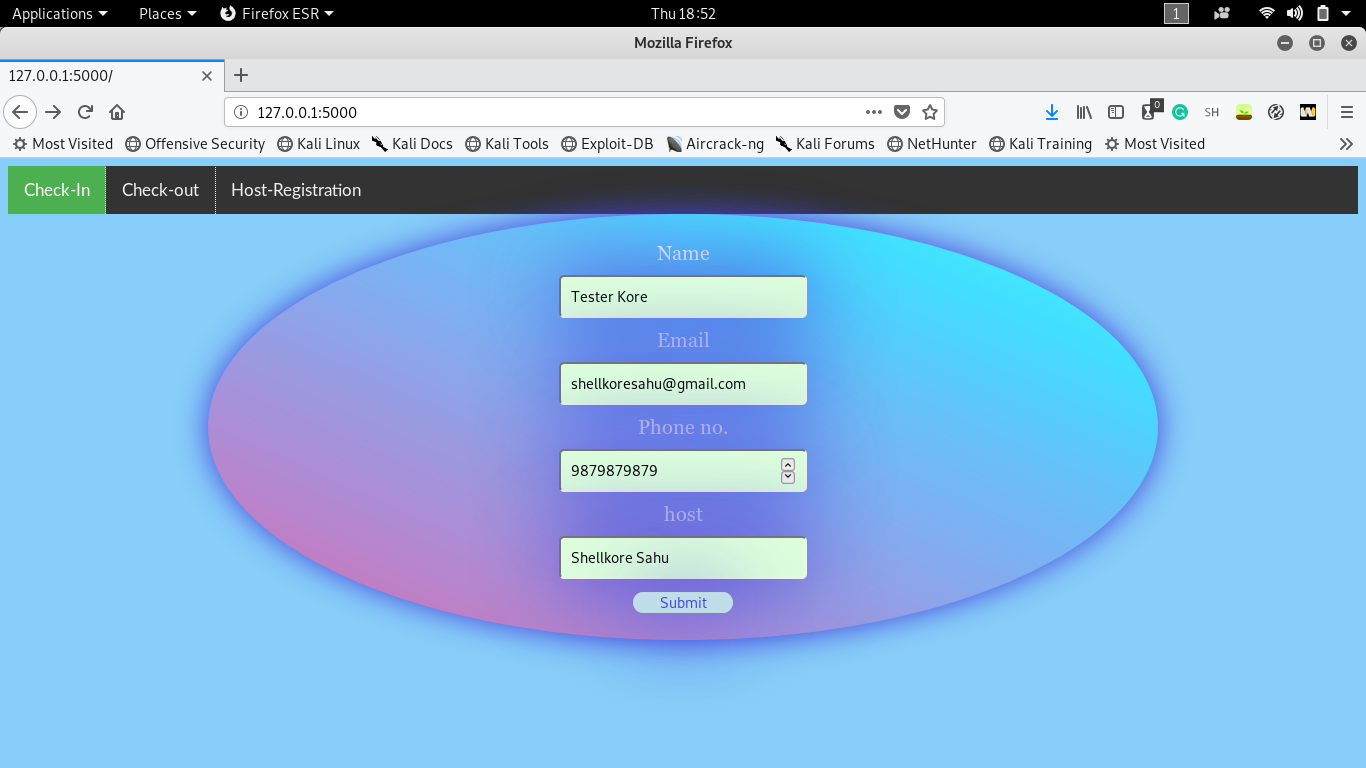 Applications Places Firefox ESR Thu 18:52 1
Mozilla Firefox
127.0.0.1:5000/
127.0.0.1:5000 0 SH
Most Visited Offensive Security Kali Linux Kali Docs Kali Tools Exploit-DB Aircrack-ng Kali Forums NetHunter Kali Training Most Visited
Check-In Check-out Host-Registration
Name
Tester Kore
Email
shellkoresahu@gmail.com
Phone no.
9879879879
host
Shellkore Sahu
Submit